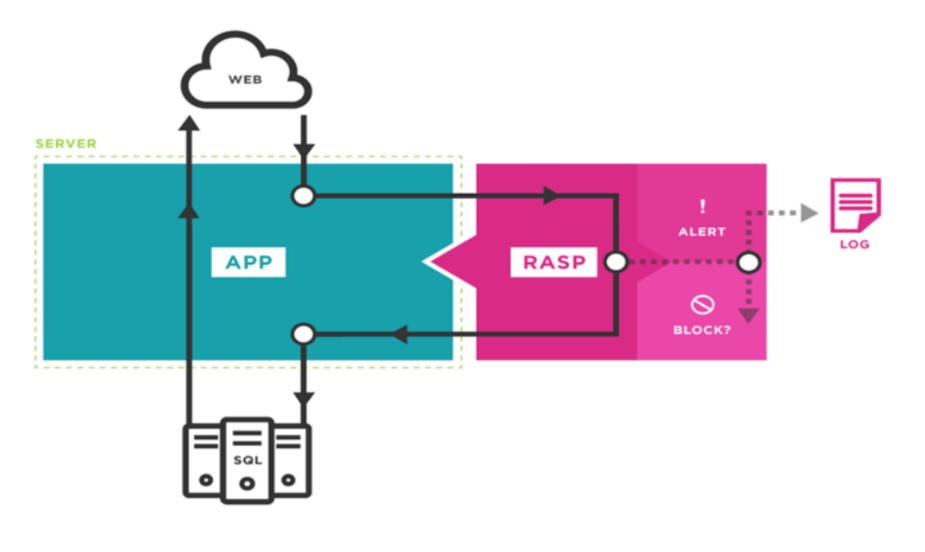 WEB
SERVER
!
ALERT
LOG
APP
RASP
BLOCK?
SQL